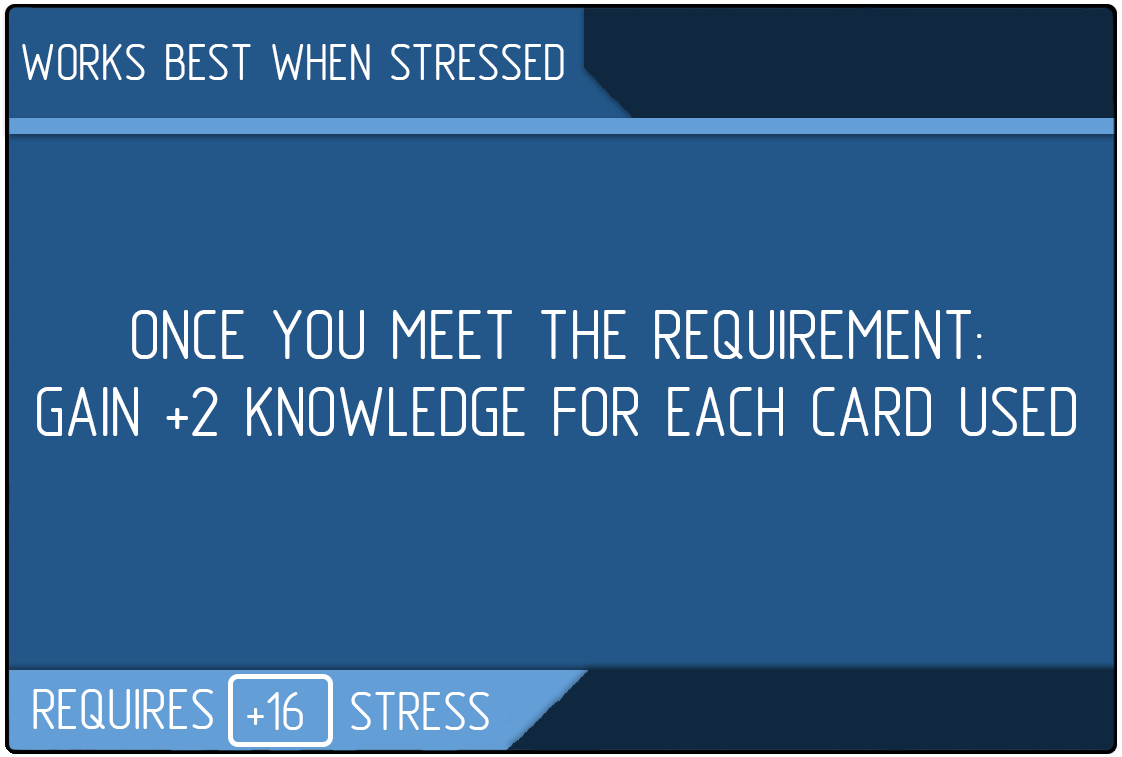 WORKS BEST WHEN STRESSED
ONCE YOU MEET THE REQUIREMENT:
GAIN +2 KNOWLEDGE FOR EACH CARD USED
REQUIRES +16 STRESS